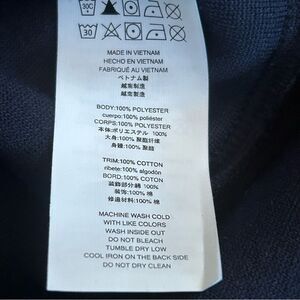 30C
30
MADE IN VIETNAM
HECHO EN VIETNAM
FABRIQUÉ AU VIETNAM
ベトナム製
越南制造
越南製造
BODY:100% POLYESTER
cuerpo:100% poliéster
CORPS:100% POLYESTER
本体:ポリエステル 100%
大身:100% 聚酯纤维
大身:100% 聚酯
TRIM:100% COTTON
ribete:100% algodón
BORD:100% COTON
装飾部分綿 100%
装饰:100% 棉
修邊材料:100% 棉
MACHINE WASH COLD
WITH LIKE COLORS
WASH INSIDE OUT
DO NOT BLEACH
TUMBLE DRY LOW
COOL IRON ON THE BACK SIDE
DO NOT DRY CLEAN